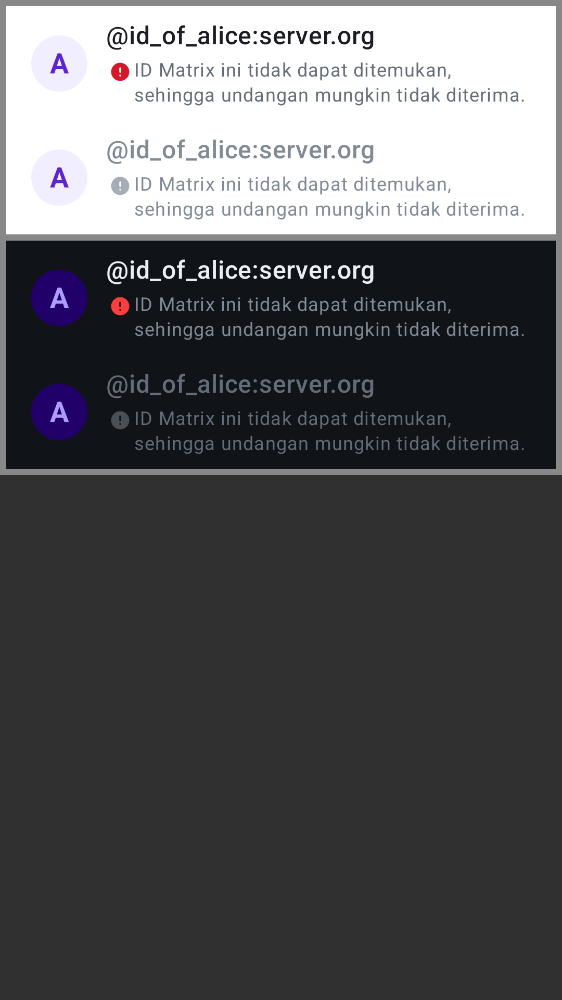 @id_of_alice:server.org
A
ID Matrix ini tidak dapat ditemukan,
sehingga undangan mungkin tidak diterima.
@id_of_alice:server.org
A
ID Matrix ini tidak dapat ditemukan,
sehingga undangan mungkin tidak diterima.
@id_of_alice:server.org
A
ID Matrix ini tidak dapat ditemukan,
sehingga undangan mungkin tidak diterima.
@id_of_alice:server.org
A
ID Matrix ini tidak dapat ditemukan,
sehingga undangan mungkin tidak diterima.